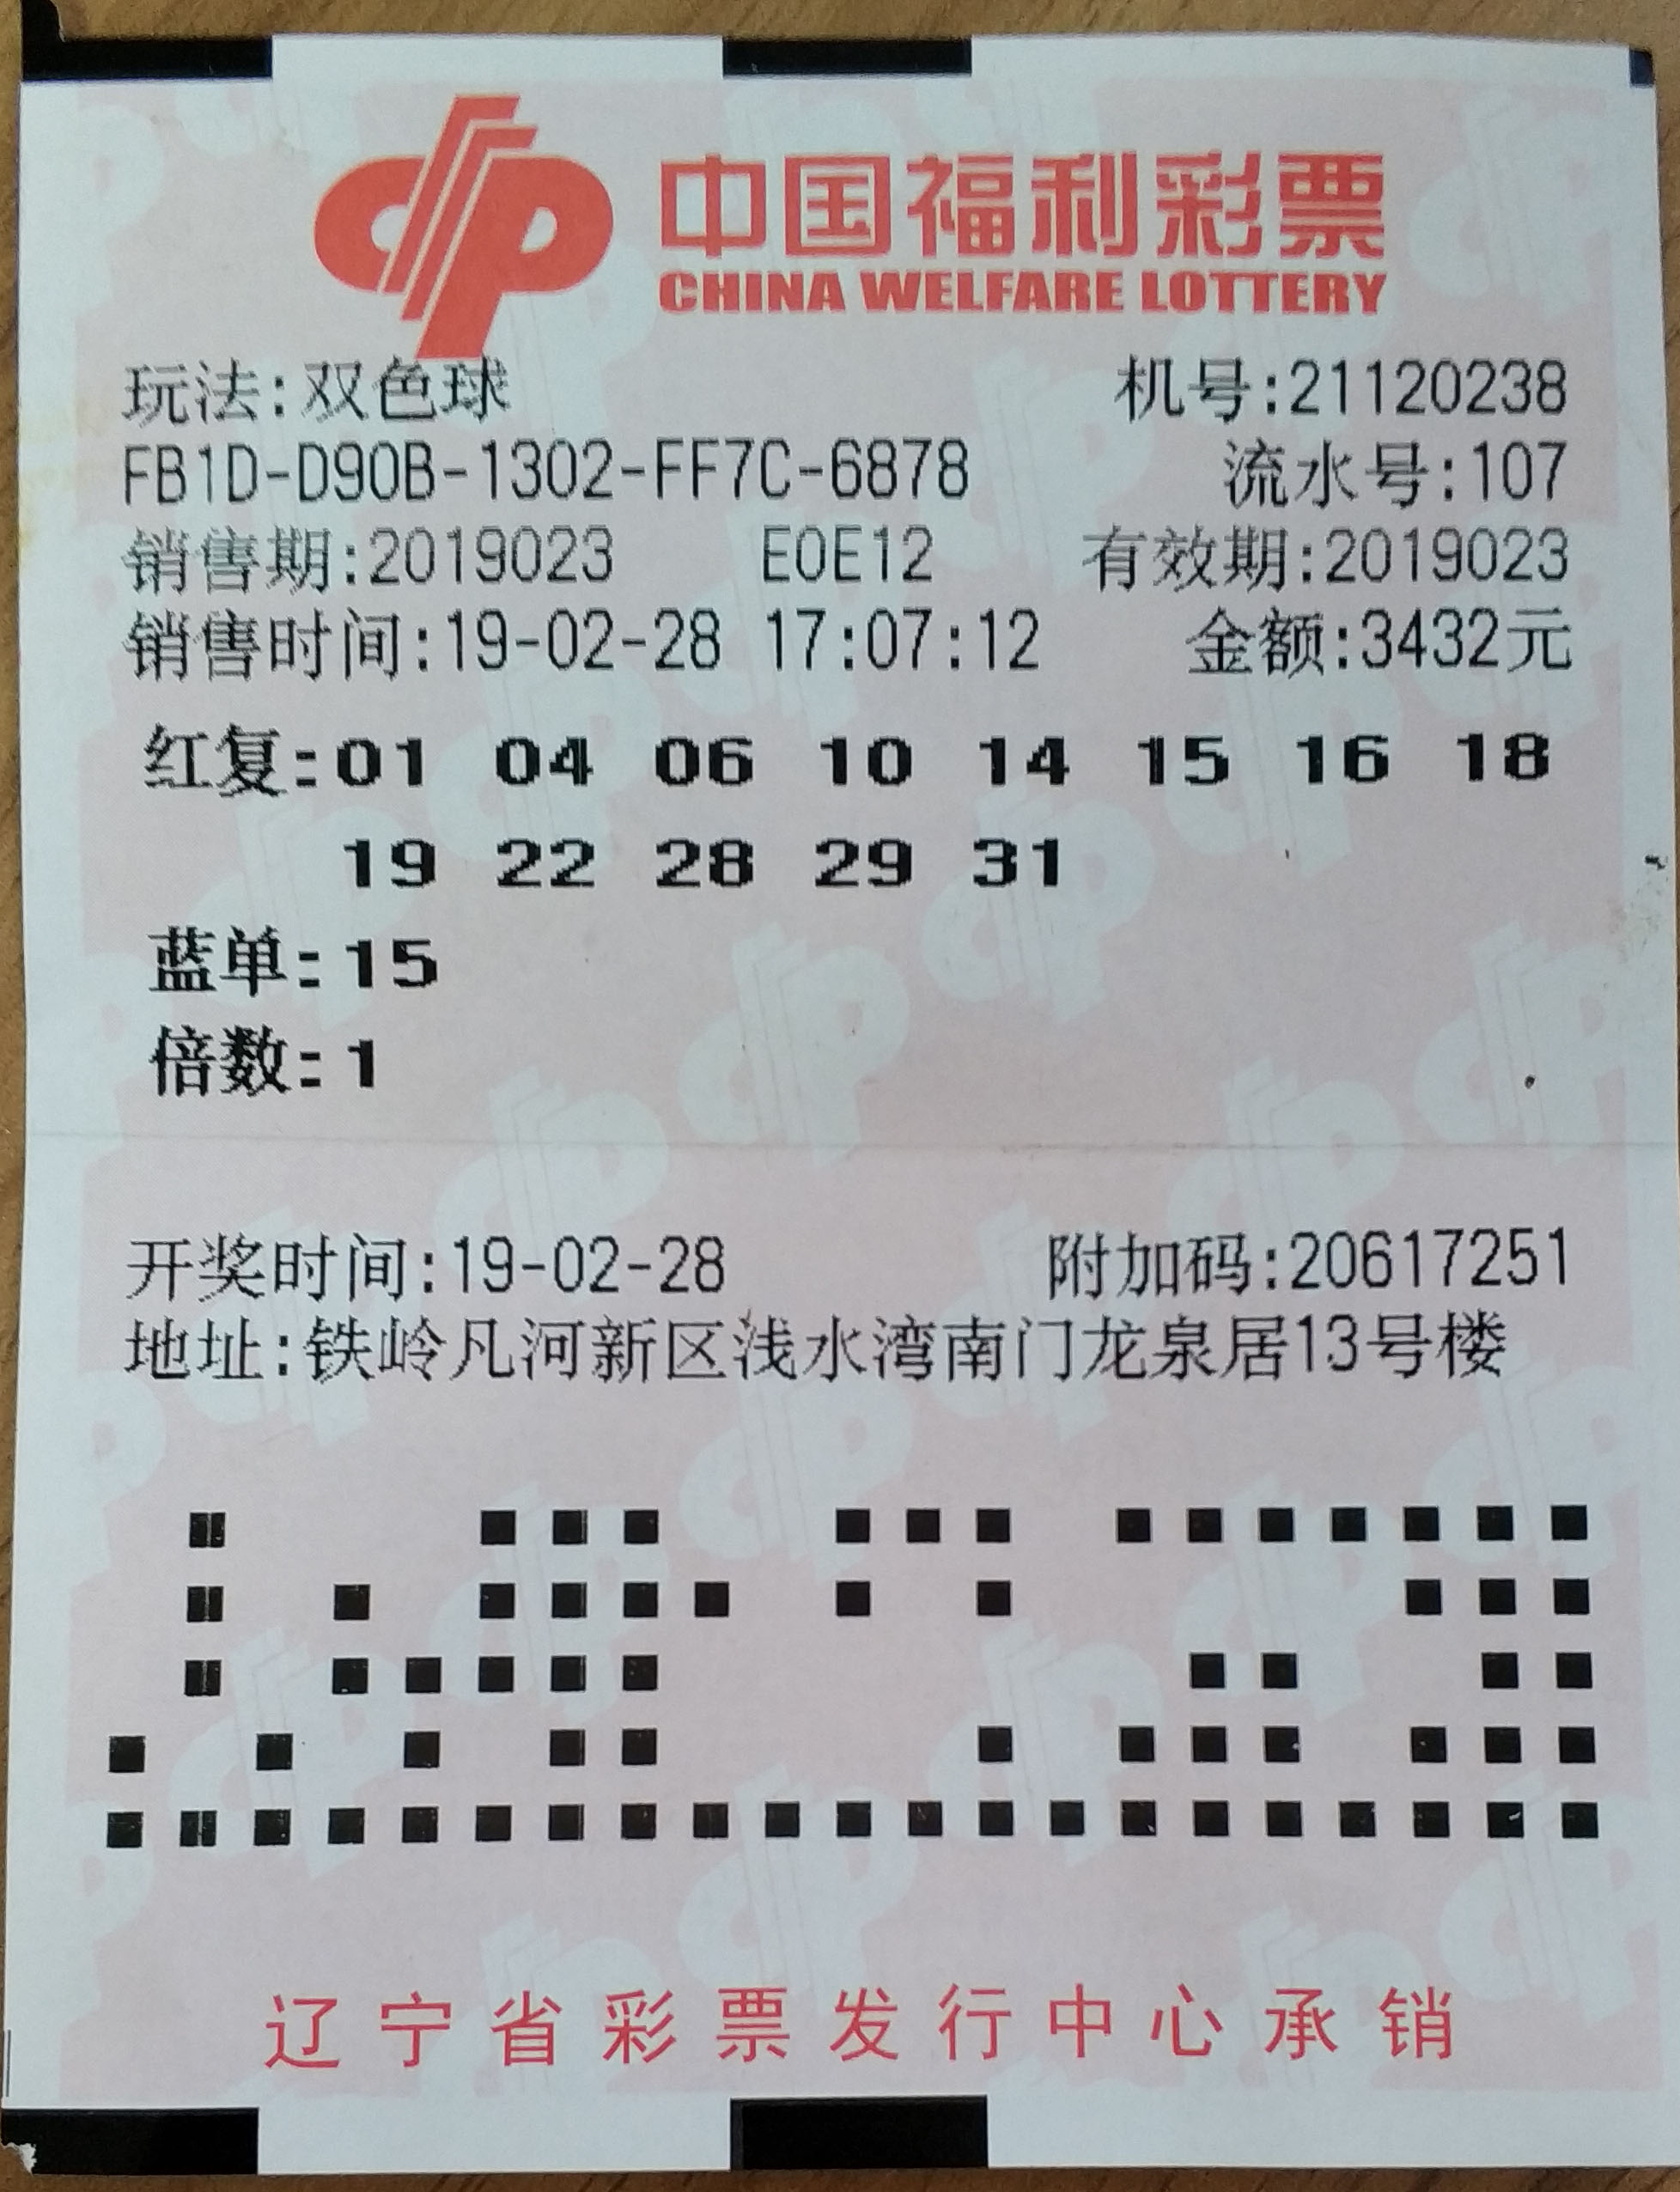 中国福利彩票
CHINA WELFARE LOTTERY
玩法:双色球 机号:21120238
FB1D-D90B-1302-FF7C-6878 流水号:107
销售期:2019023 E0E12 有效期:2019023
销售时间:19-02-28 17:07:12 金额:3432元
红复:01 04 06 10 14 15 16 18
19 22 28 29 31
蓝单:15
倍数:1
开奖时间:19-02-28 附加码:20617251
地址:铁岭凡河新区浅水湾南门龙泉居13号楼
辽宁省彩票发行中心承销